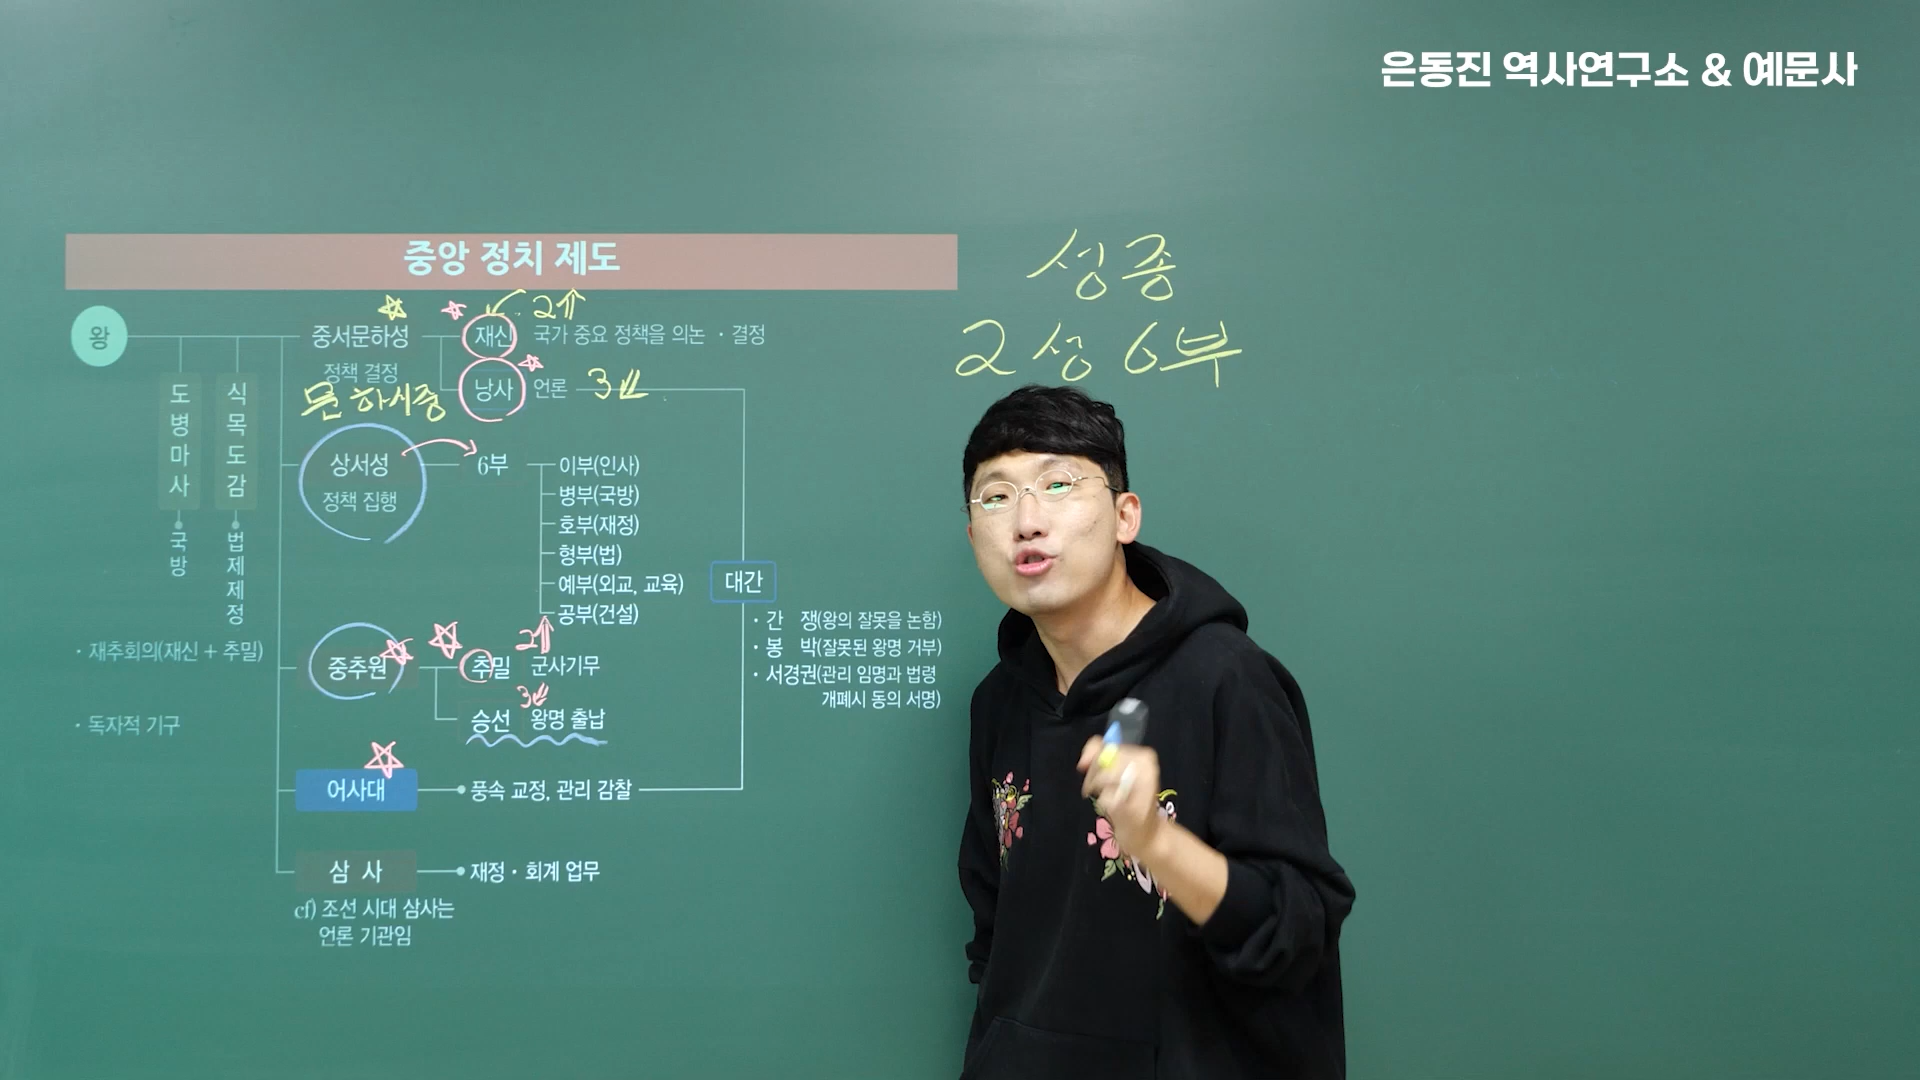 은동진 역사연구소 & 예문사
중앙 정치 제도
성종
2성 6부
왕
중서문하성
정책 결정
문하시중
재신 2↑ 국가 중요 정책을 의논 · 결정
낭사 언론 3↓
도병마사
국방
식목도감
법제제정
상서성
정책 집행
6부
이부(인사)
병부(국방)
호부(재정)
형부(법)
예부(외교, 교육)
공부(건설)
대간
· 간 쟁(왕의 잘못을 논함)
· 봉 박(잘못된 왕명 거부)
· 서경권(관리 임명과 법령
개폐시 동의 서명)
· 재추회의(재신 + 추밀)
· 독자적 기구
중추원
2↑
추밀 군사기무
3↓
승선 왕명 출납
어사대 풍속 교정, 관리 감찰
삼 사 재정 · 회계 업무
cf) 조선 시대 삼사는
언론 기관임